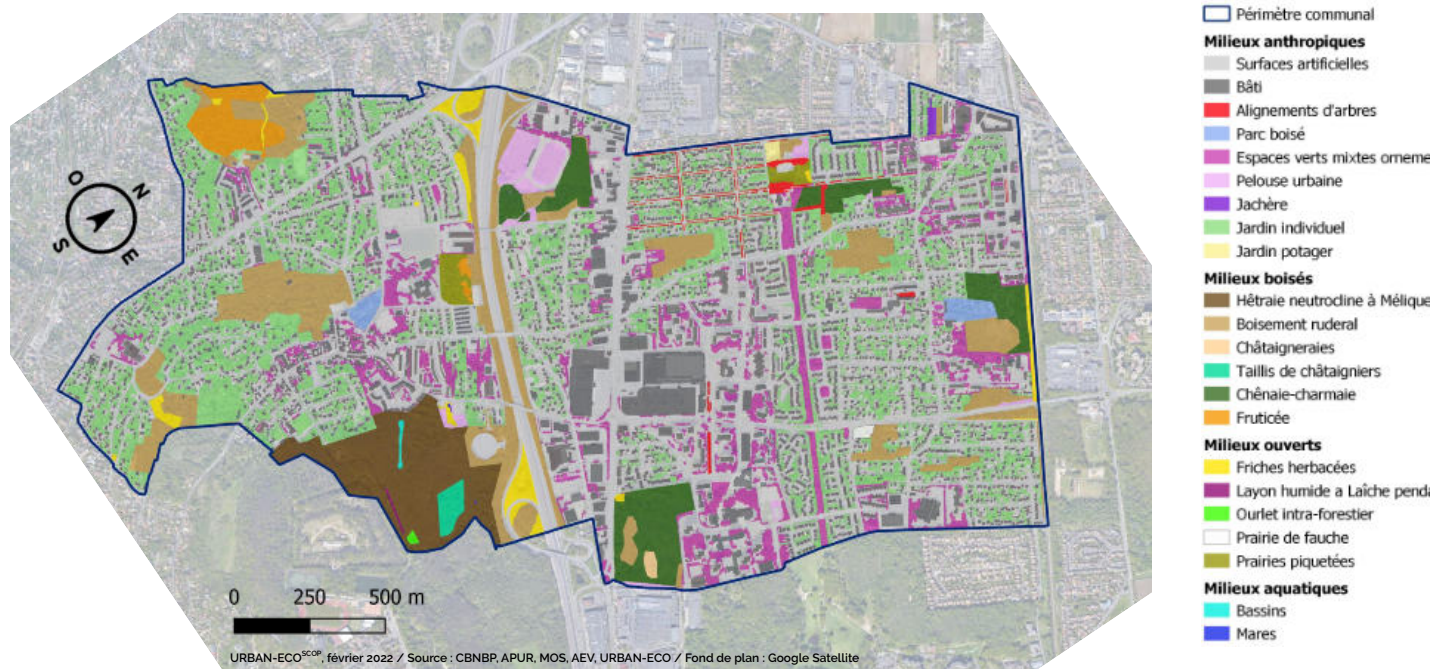 Périmètre communal
Milieux anthropiques
Surfaces artificielles
Bâti
Alignements d'arbres
Parc boisé
Espaces verts mixtes orneme
Pelouse urbaine
Jachère
Jardin individuel
Jardin potager
Milieux boisés
Hêtraie neutrocline à Mélique
Boisement ruderal
Châtaigneraies
Taillis de châtaigniers
Chênaie-charmaie
Fruticée
Milieux ouverts
Friches herbacées
Layon humide a Laîche penda
Ourlet intra-forestier
Prairie de fauche
Prairies piquetées
Milieux aquatiques
Bassins
Mares
O N
S E
0 250 500 m
URBAN-ECO SCOP, février 2022 / Source : CBNBP, APUR, MOS, AEV, URBAN-ECO / Fond de plan : Google Satellite